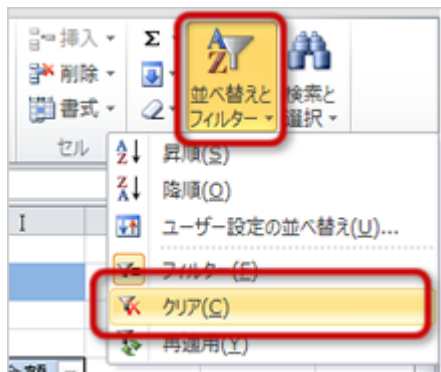 挿入
削除
書式
セル
Σ
並べ替えと
フィルター
検索と
選択
昇順(S)
降順(O)
ユーザー設定の並べ替え(U)...
フィルター(F)
クリア(C)
再適用(Y)
I